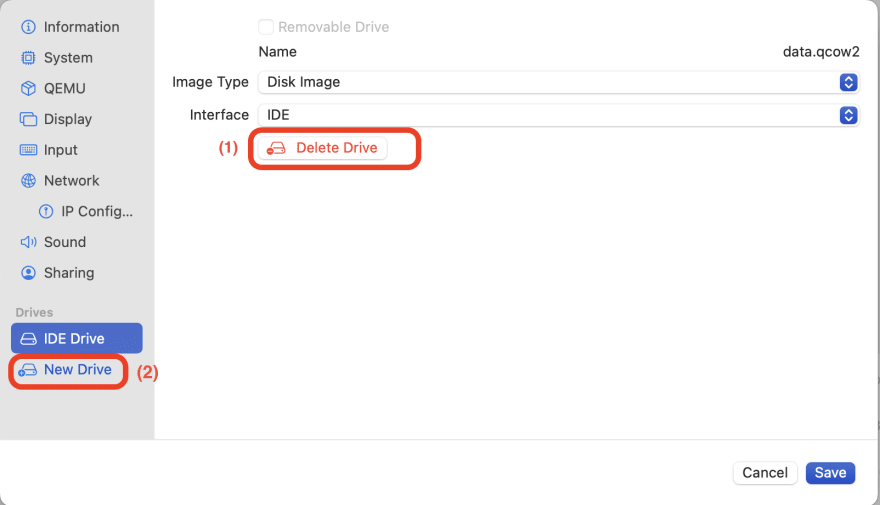 Information
System
QEMU
Display
Input
Network
IP Config...
Sound
Sharing
Drives
IDE Drive
New Drive (2)
Removable Drive
Name data.qcow2
Image Type Disk Image
Interface IDE
(1) Delete Drive
Cancel Save